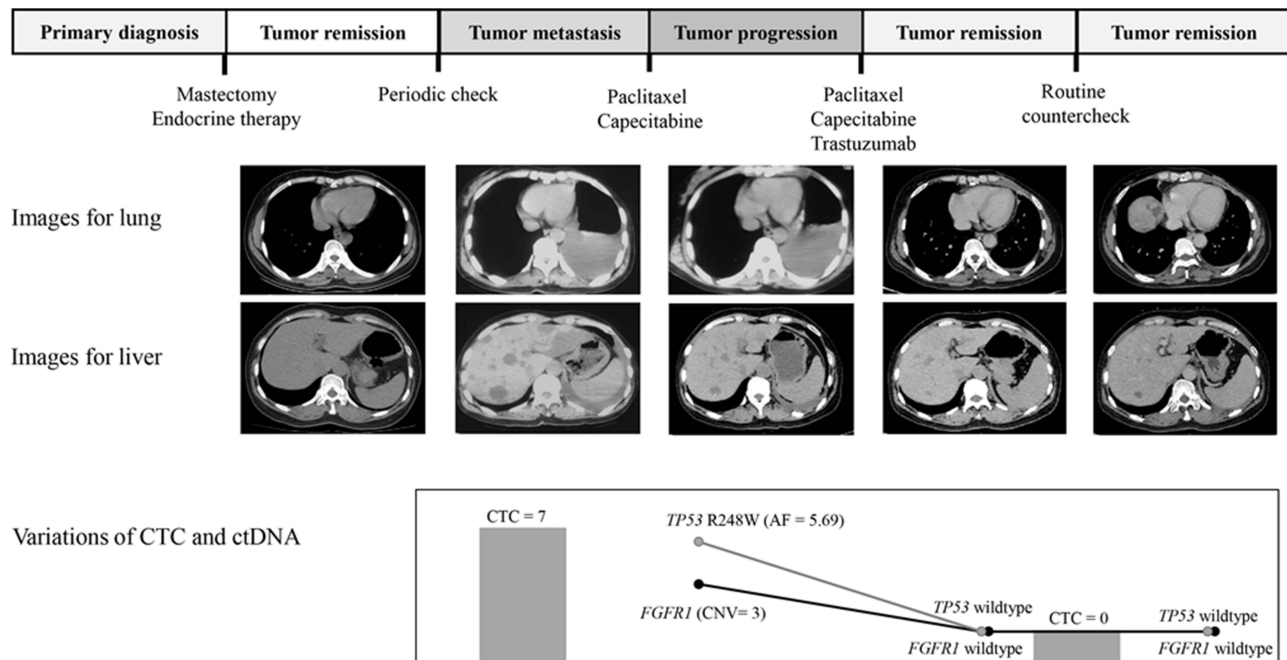 Primary diagnosis
Tumor remission
Tumor metastasis
Tumor progression
Tumor remission
Tumor remission
Mastectomy
Endocrine therapy
Periodic check
Paclitaxel
Capecitabine
Paclitaxel
Capecitabine
Trastuzumab
Routine
countercheck
Images for lung
Images for liver
Variations of CTC and ctDNA
CTC = 7
TP53 R248W (AF = 5.69)
FGFR1 (CNV= 3)
TP53 wildtype
FGFR1 wildtype
CTC = 0
TP53 wildtype
FGFR1 wildtype